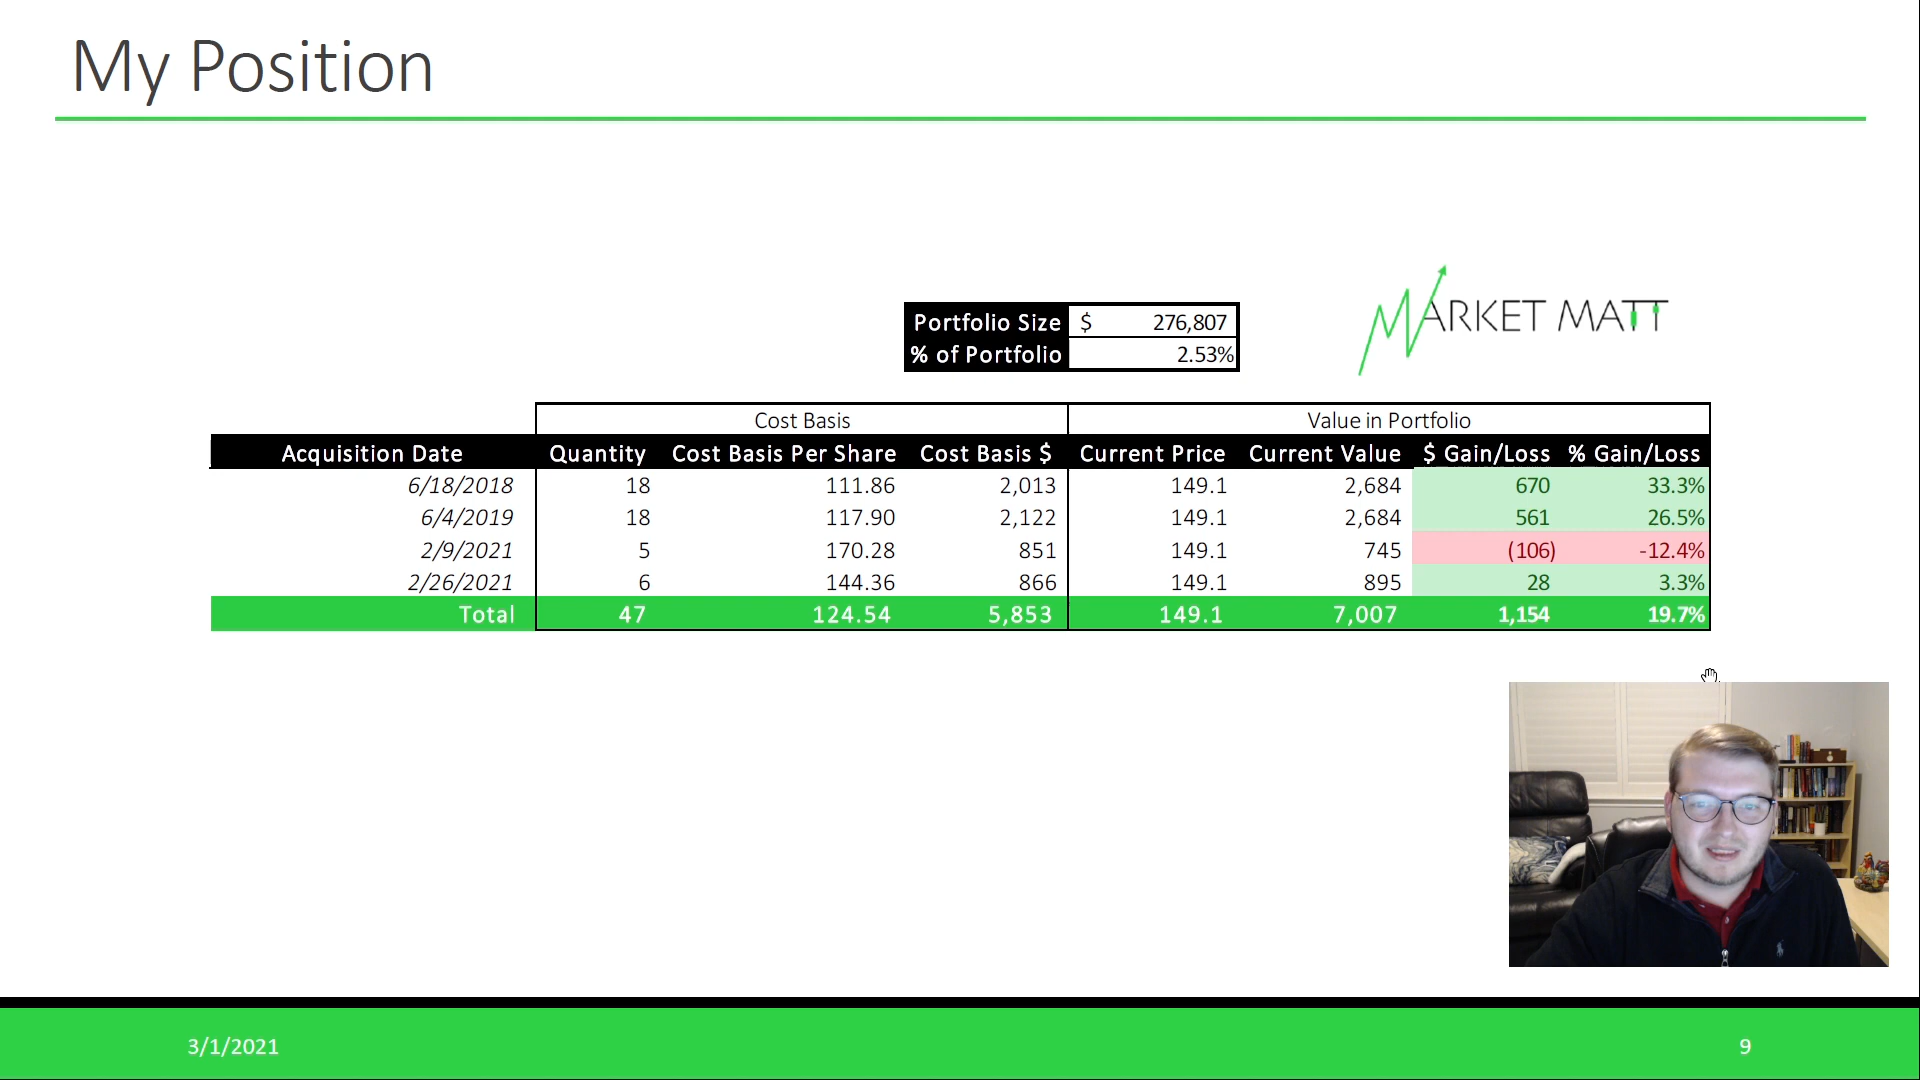 My Position
MARKET MATT
Portfolio Size $ 276,807
% of Portfolio 2.53%
Cost Basis Value in Portfolio
Acquisition Date Quantity Cost Basis Per Share Cost Basis $ Current Price Current Value $ Gain/Loss % Gain/Loss
6/18/2018 18 111.86 2,013 149.1 2,684 670 33.3%
6/4/2019 18 117.90 2,122 149.1 2,684 561 26.5%
2/9/2021 5 170.28 851 149.1 745 (106) -12.4%
2/26/2021 6 144.36 866 149.1 895 28 3.3%
Total 47 124.54 5,853 149.1 7,007 1,154 19.7%
3/1/2021 9